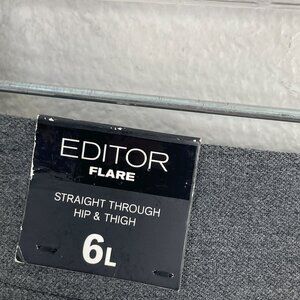 EDITOR
FLARE
STRAIGHT THROUGH
HIP & THIGH
6L